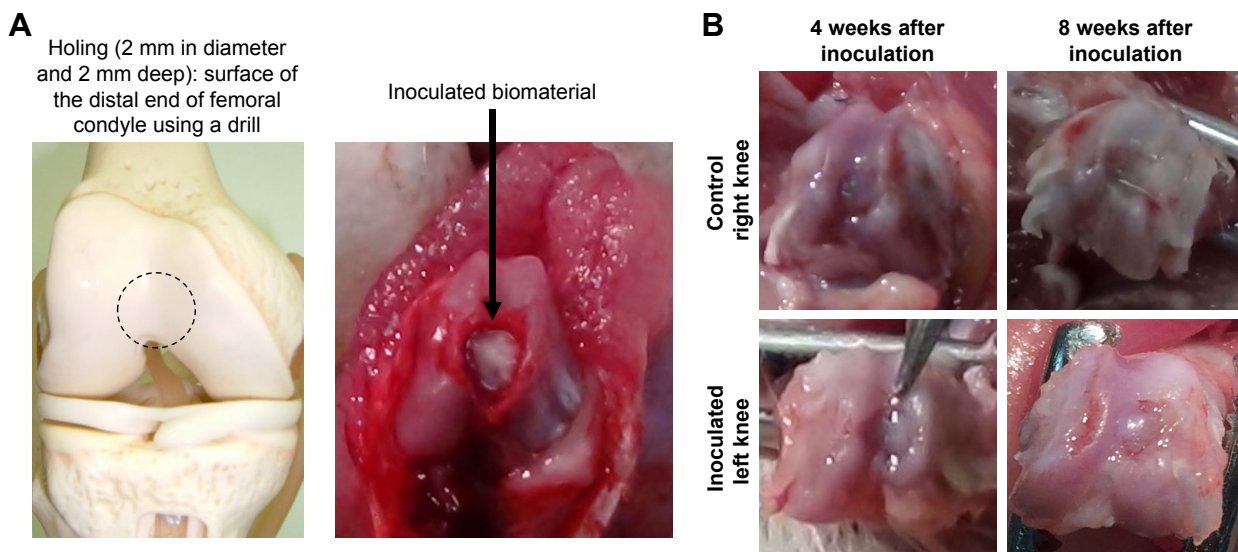 A
Holing (2 mm in diameter
and 2 mm deep): surface of
the distal end of femoral
condyle using a drill
Inoculated biomaterial
B
4 weeks after
inoculation
8 weeks after
inoculation
Control
right knee
Inoculated
left knee